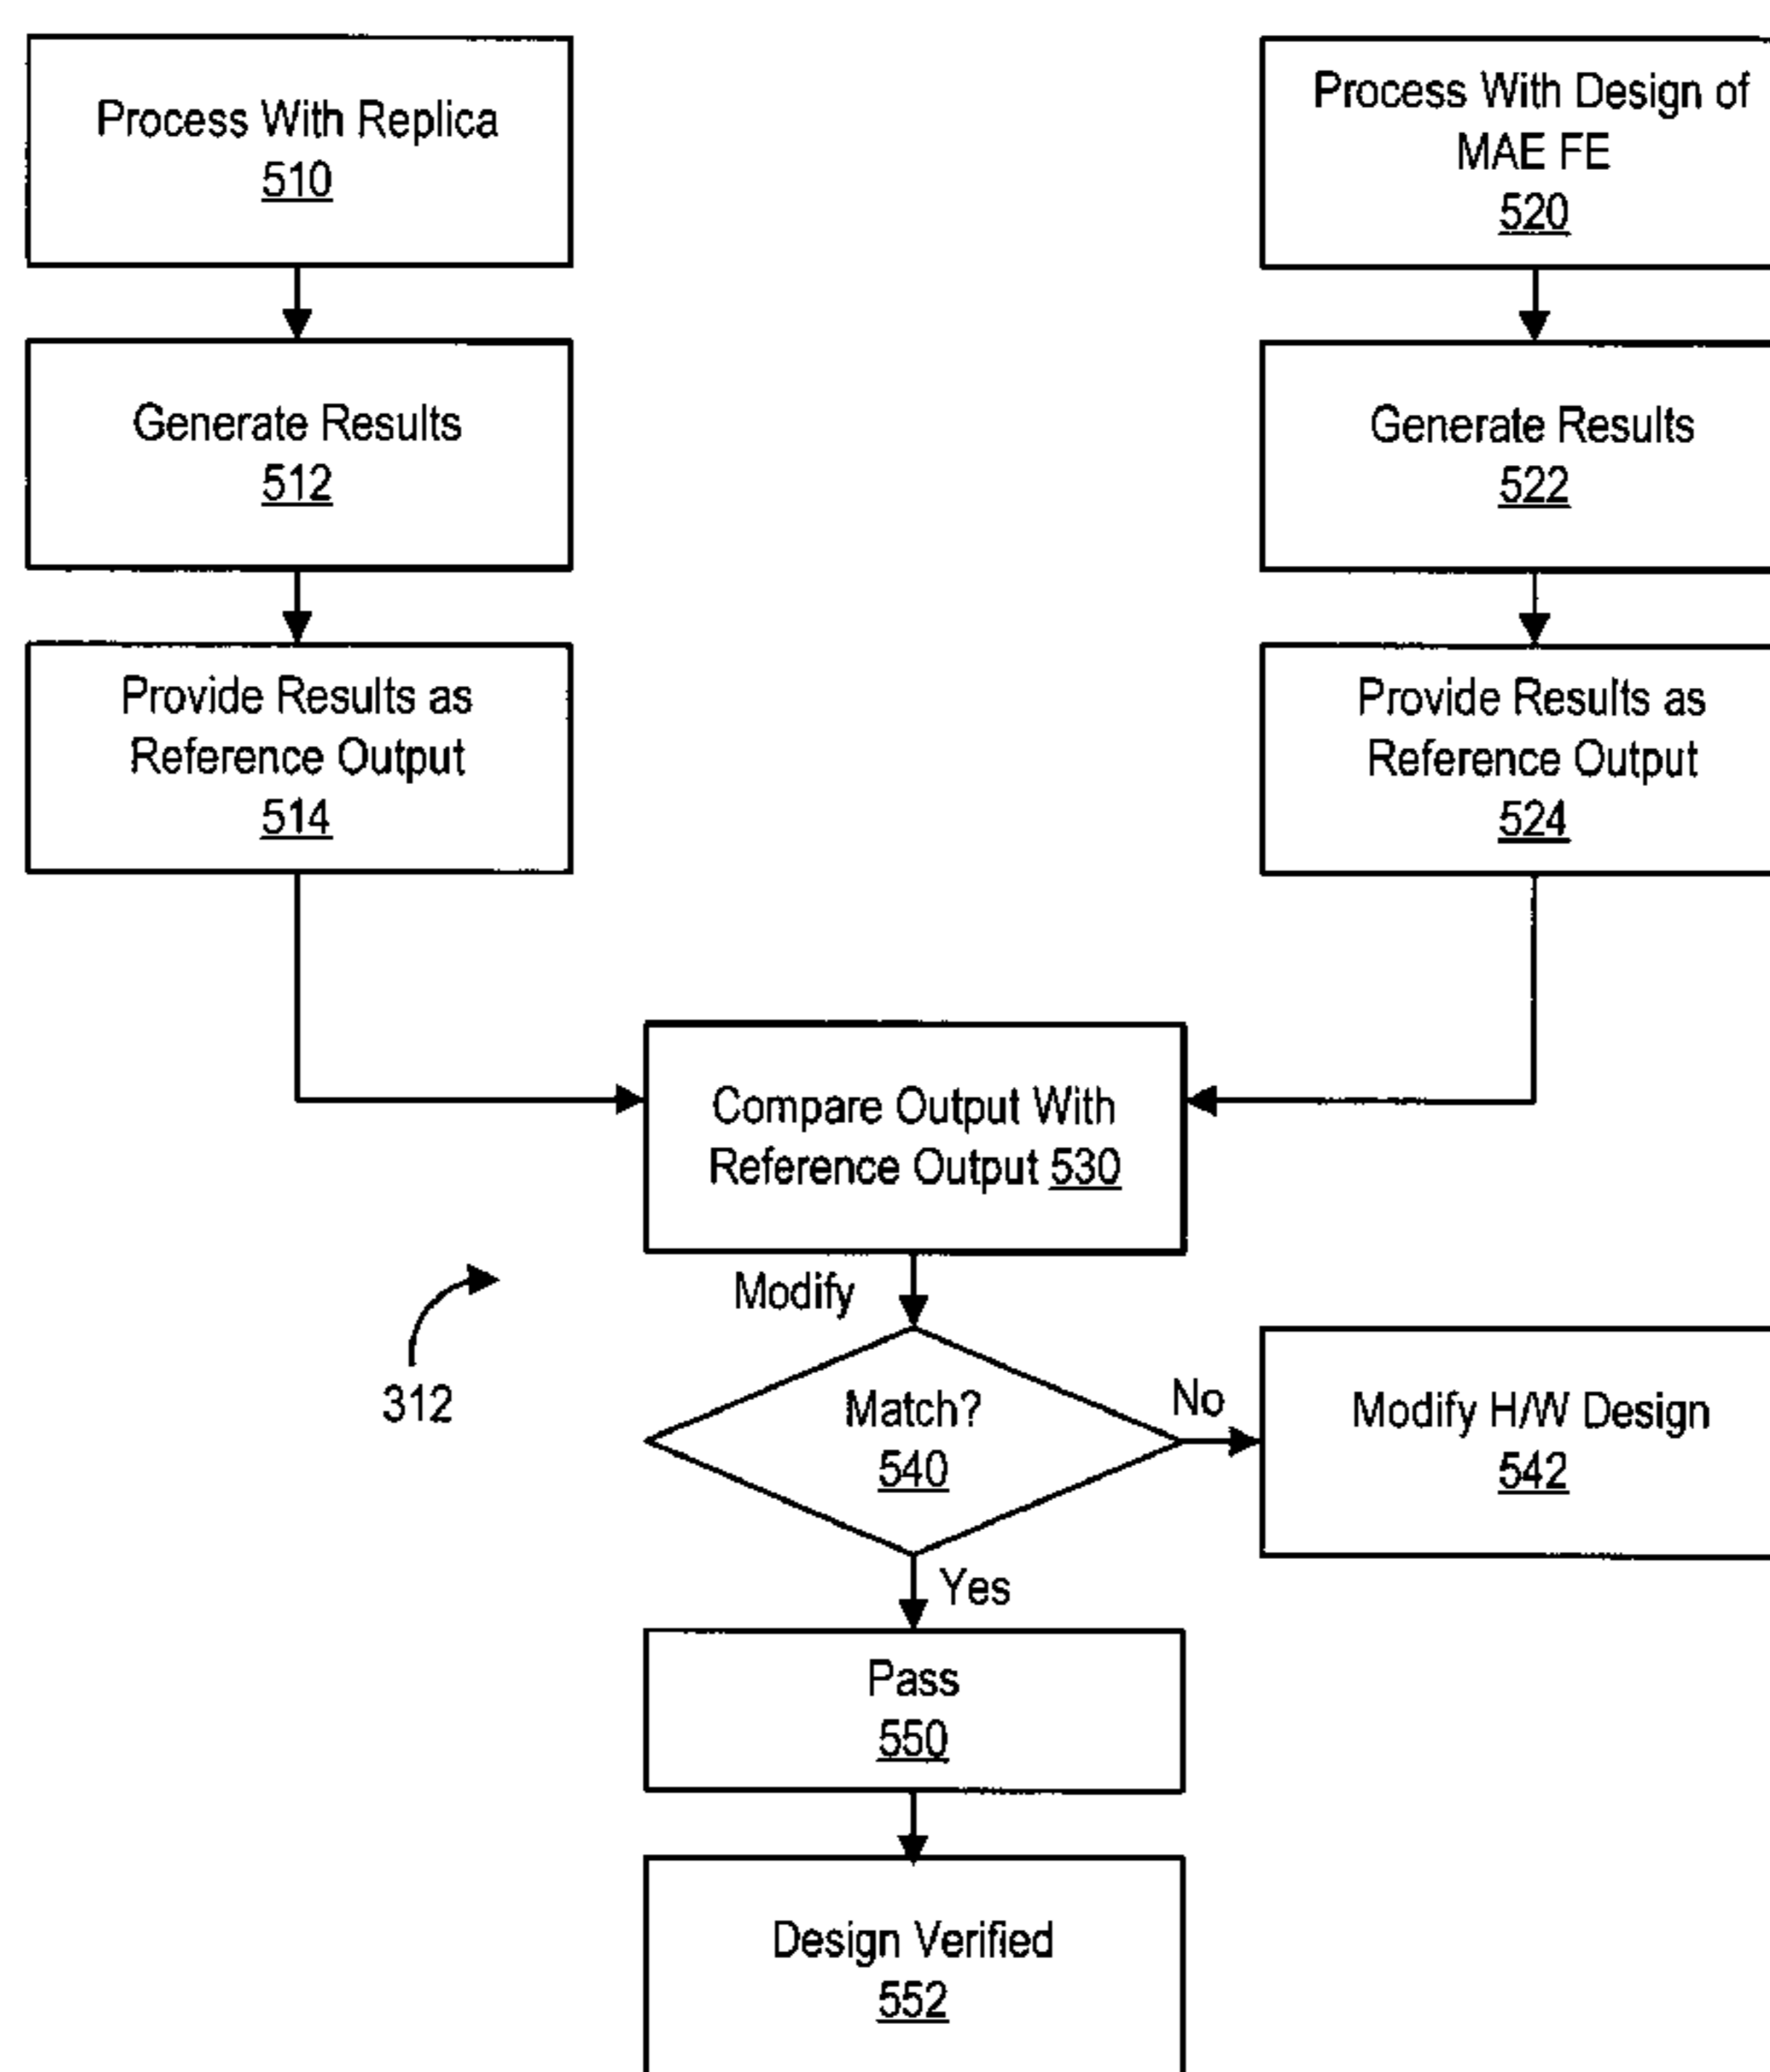 Process With Replica
510
Process With Design of
MAE FE
520
Generate Results
512
Generate Results
522
Provide Results as
Reference Output
514
Provide Results as
Reference Output
524
Compare Output With
Reference Output 530
Modify
312
Match?
540
No
Modify H/W Design
542
Yes
Pass
550
Design Verified
552